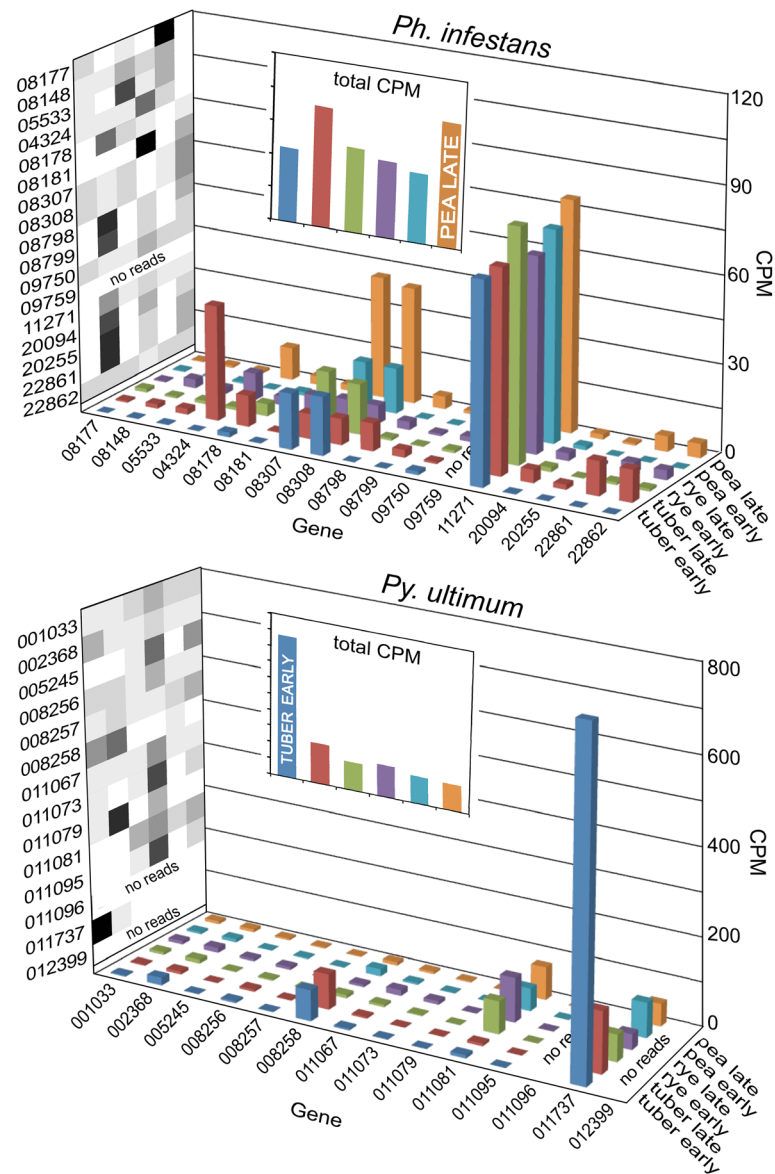 Ph. infestans
total CPM
PEA LATE
08177
08148
05533
04324
08178
08181
08307
08308
08798
08799
09750
09759
11271
20094
20255
22861
22862
no reads
120
90
60
30
0
CPM
08177
08148
05533
04324
08178
08181
08307
08308
08798
08799
09750
09759
11271
20094
20255
22861
22862
no re
Gene
pea late
pea early
rye late
rye early
tuber late
tuber early
Py. ultimum
total CPM
TUBER EARLY
001033
002368
005245
008256
008257
008258
011067
011073
011079
011081
011095
011096
011737
012399
no reads
no reads
800
600
400
200
0
CPM
001033
002368
005245
008256
008257
008258
011067
011073
011079
011081
011095
011096
011737
012399
no re
no reads
Gene
pea late
pea early
rye late
rye early
tuber late
tuber early